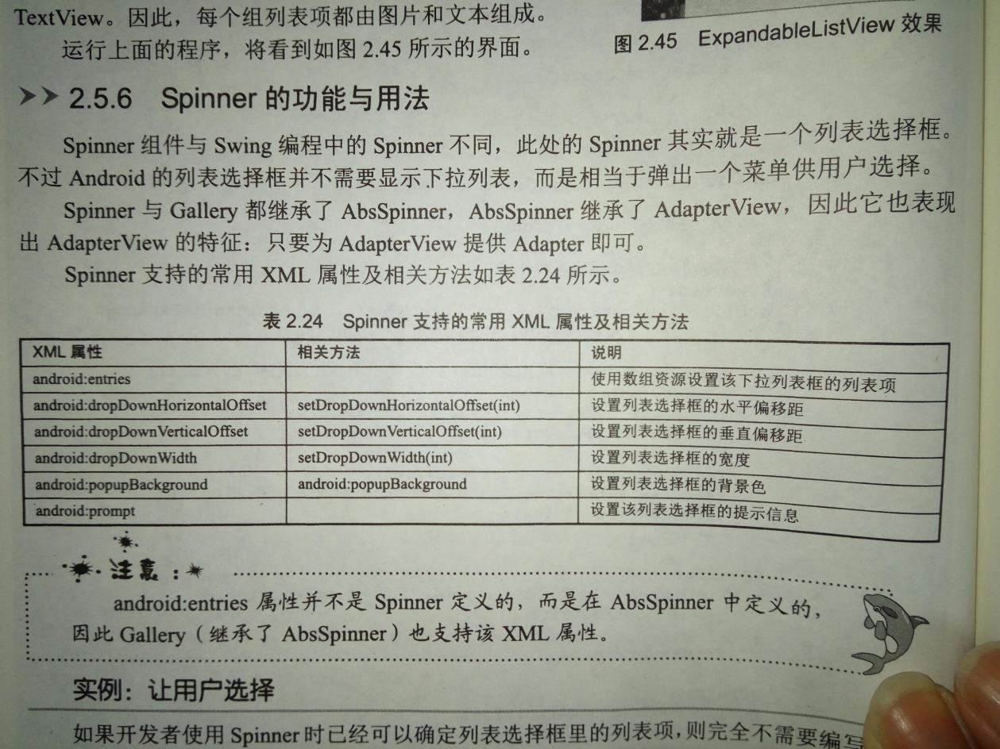 TextView。因此，每个组列表项都由图片和文本组成。
运行上面的程序，将看到如图 2.45 所示的界面。
图 2.45 ExpandableListView 效果
2.5.6 Spinner 的功能与用法
Spinner 组件与 Swing 编程中的 Spinner 不同，此处的 Spinner 其实就是一个列表选择框。
不过 Android 的列表选择框并不需要显示下拉列表，而是相当于弹出一个菜单供用户选择。
Spinner 与 Gallery 都继承了 AbsSpinner，AbsSpinner 继承了 AdapterView，因此它也表现
出 AdapterView 的特征：只要为 AdapterView 提供 Adapter 即可。
Spinner 支持的常用 XML 属性及相关方法如表 2.24 所示。
表 2.24 Spinner 支持的常用 XML 属性及相关方法
XML 属性 相关方法 说明
android:entries 使用数组资源设置该下拉列表框的列表项
android:dropDownHorizontalOffset setDropDownHorizontalOffset(int) 设置列表选择框的水平偏移距
android:dropDownVerticalOffset setDropDownVerticalOffset(int) 设置列表选择框的垂直偏移距
android:dropDownWidth setDropDownWidth(int) 设置列表选择框的宽度
android:popupBackground android:popupBackground 设置列表选择框的背景色
android:prompt 设置该列表选择框的提示信息
注意：
android:entries 属性并不是 Spinner 定义的，而是在 AbsSpinner 中定义的，
因此 Gallery（继承了 AbsSpinner）也支持该 XML 属性。
实例：让用户选择
如果开发者使用 Spinner 时已经可以确定列表选择框里的列表项，则完全不需要编写